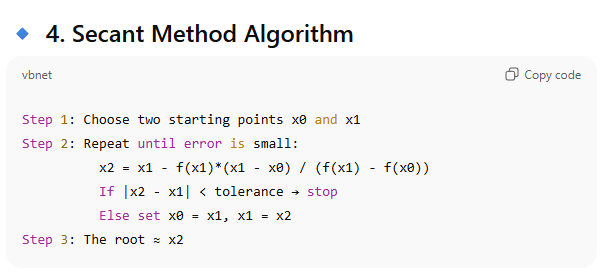 4. Secant Method Algorithm
vbnet
Copy code
Step 1: Choose two starting points x0 and x1
Step 2: Repeat until error is small:
x2 = x1 - f(x1)*(x1 - x0) / (f(x1) - f(x0))
If |x2 - x1| < tolerance → stop
Else set x0 = x1, x1 = x2
Step 3: The root ≈ x2